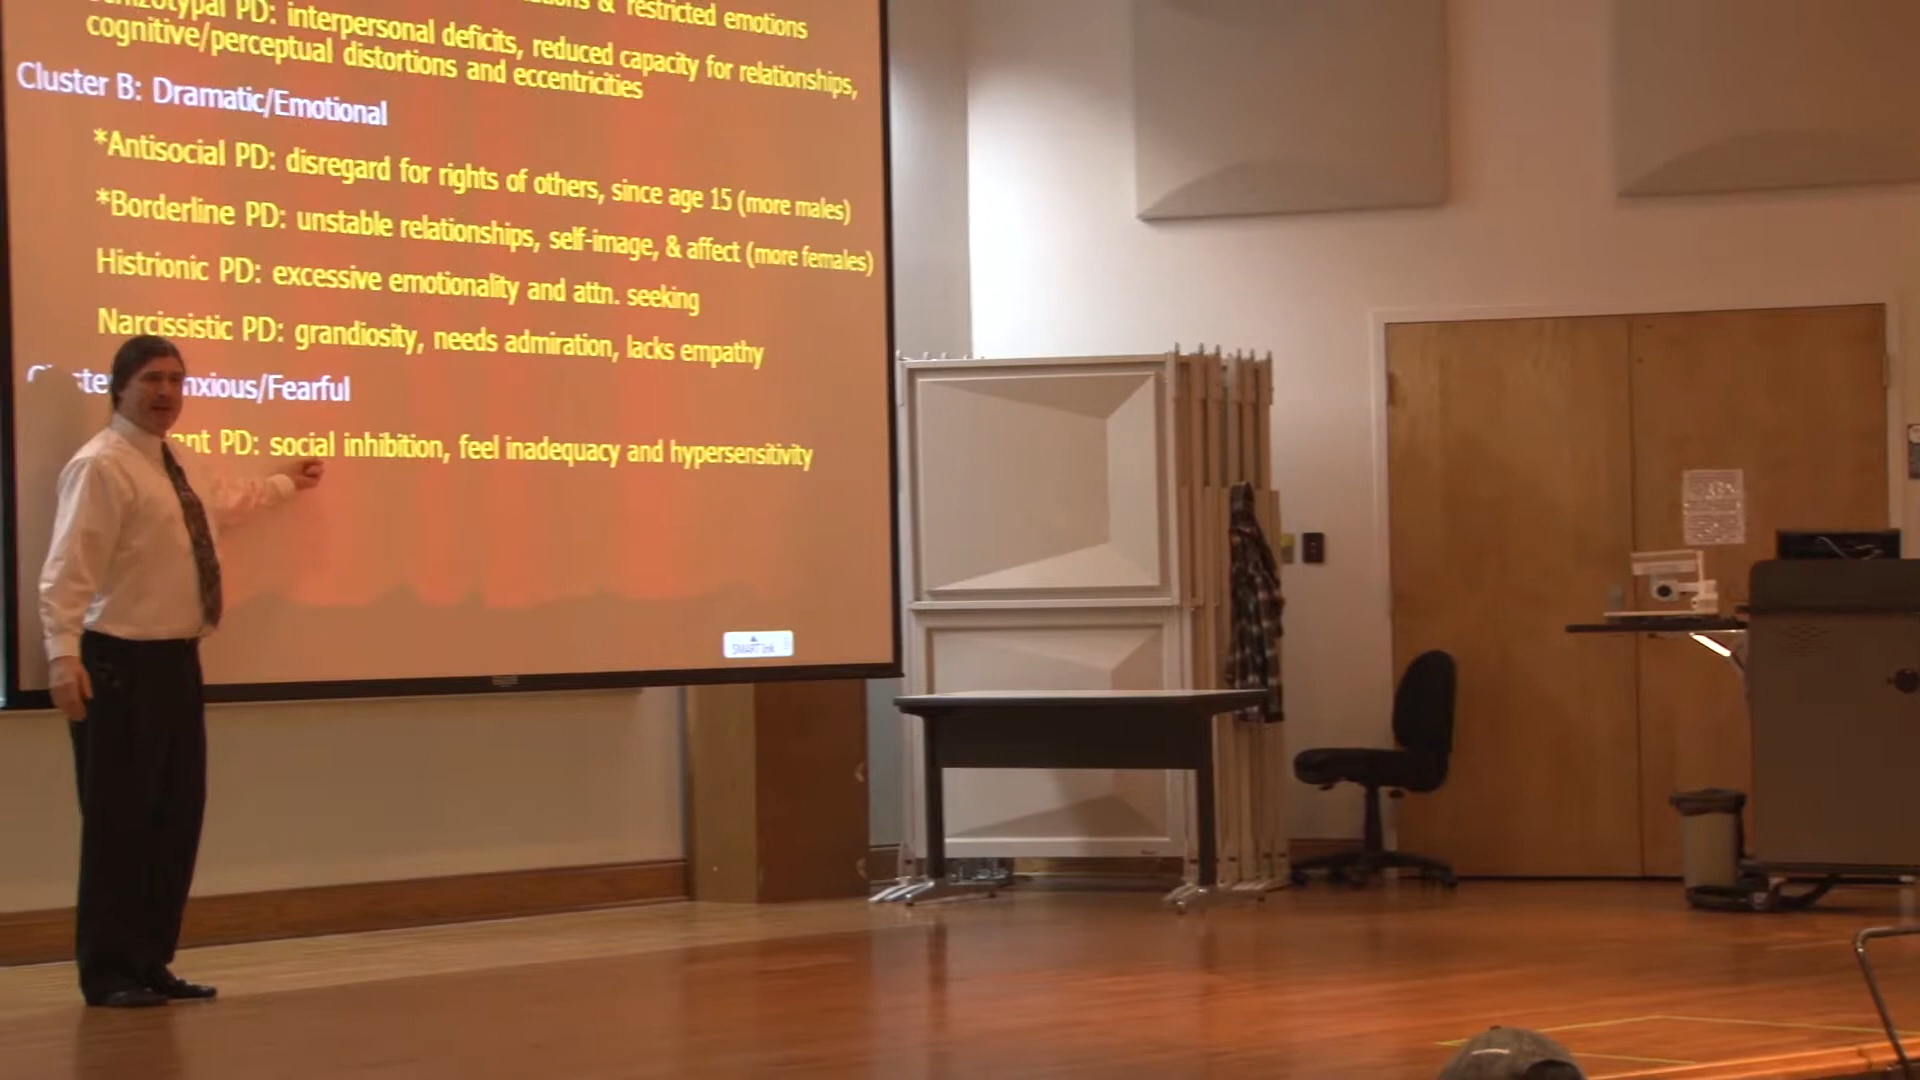 & restricted emotions
PD: interpersonal deficits, reduced capacity for relationships,
cognitive/perceptual distortions and eccentricities
Cluster B: Dramatic/Emotional
*Antisocial PD: disregard for rights of others, since age 15 (more males)
*Borderline PD: unstable relationships, self-image, & affect (more females)
Histrionic PD: excessive emotionality and attn. seeking
Narcissistic PD: grandiosity, needs admiration, lacks empathy
nxious/Fearful
ant PD: social inhibition, feel inadequacy and hypersensitivity
SMART Ink